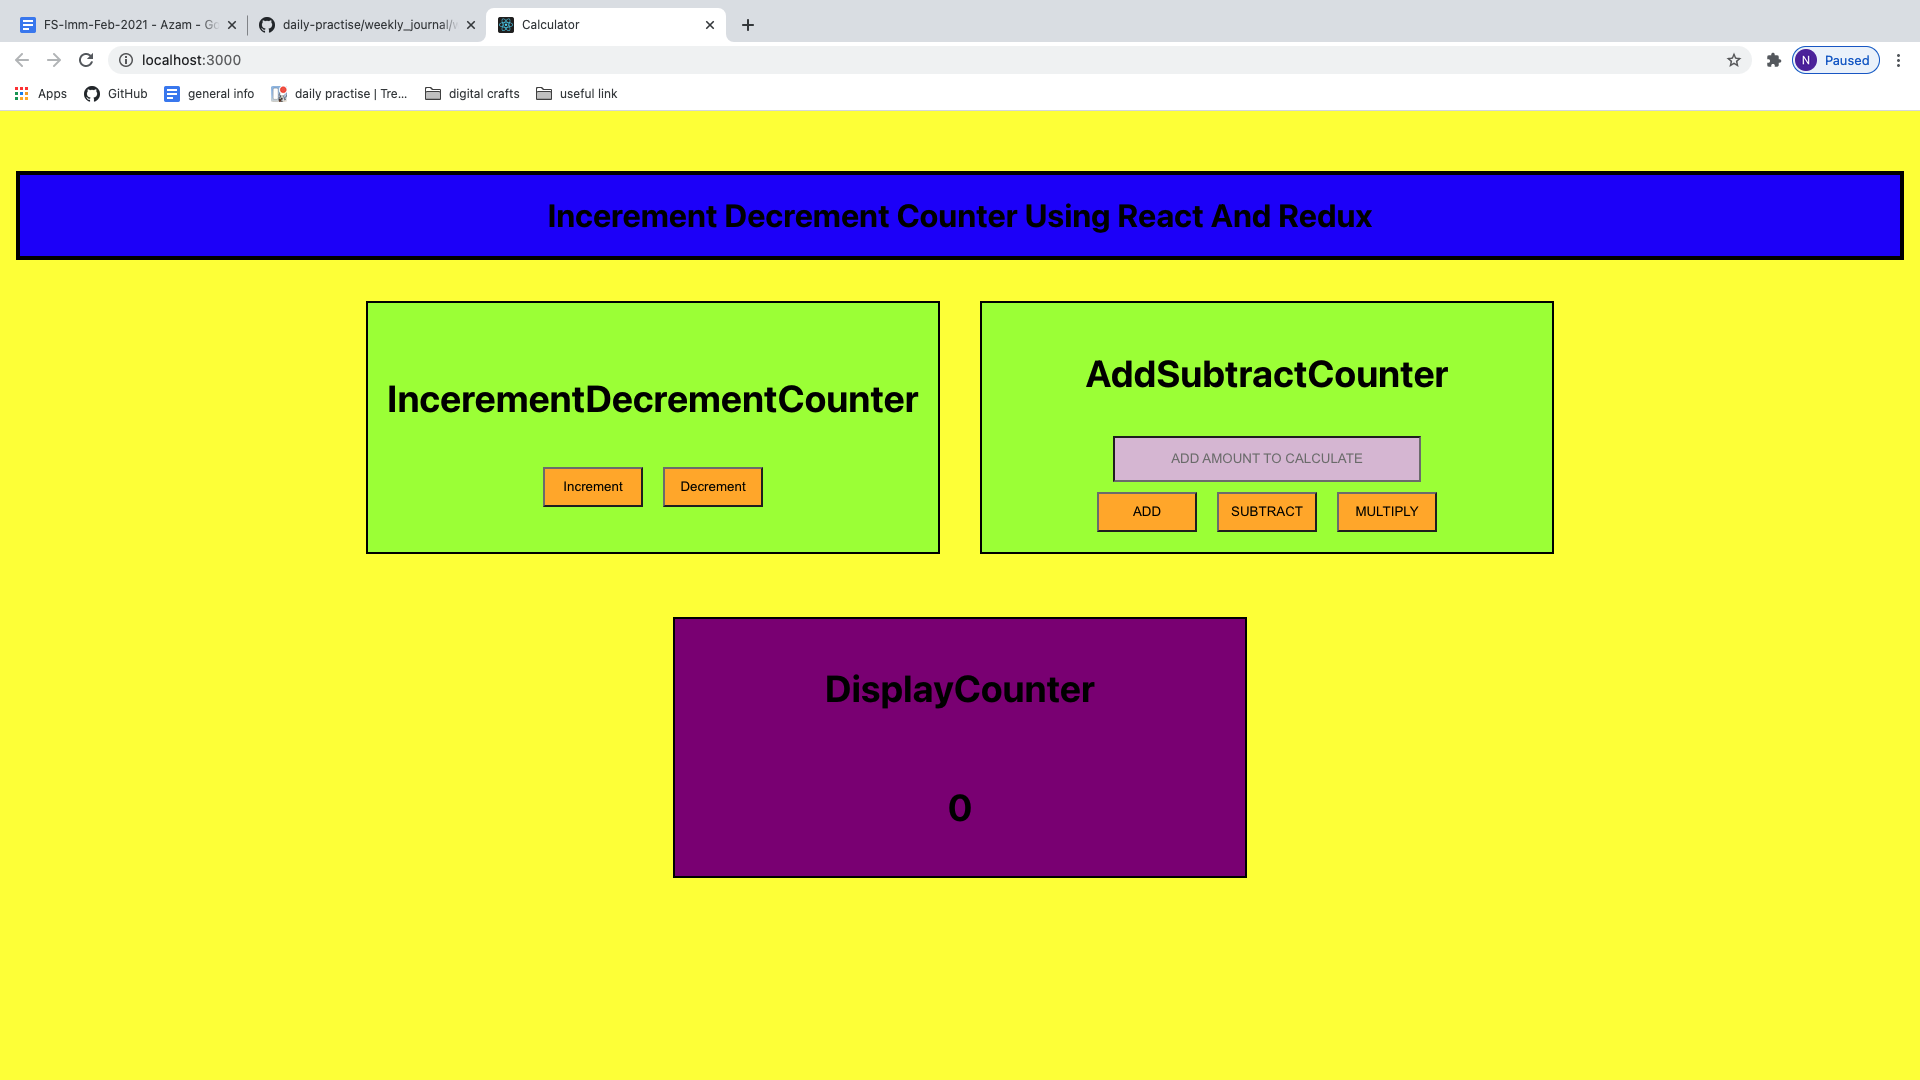 FS-Imm-Feb-2021 - Azam - Go
daily-practise/weekly_journal/w
Calculator
localhost:3000
N
Paused
Apps
GitHub
general info
daily practise | Tre...
digital crafts
useful link
Incerement Decrement Counter Using React And Redux
IncerementDecrementCounter
Increment
Decrement
AddSubtractCounter
ADD AMOUNT TO CALCULATE
ADD
SUBTRACT
MULTIPLY
DisplayCounter
0